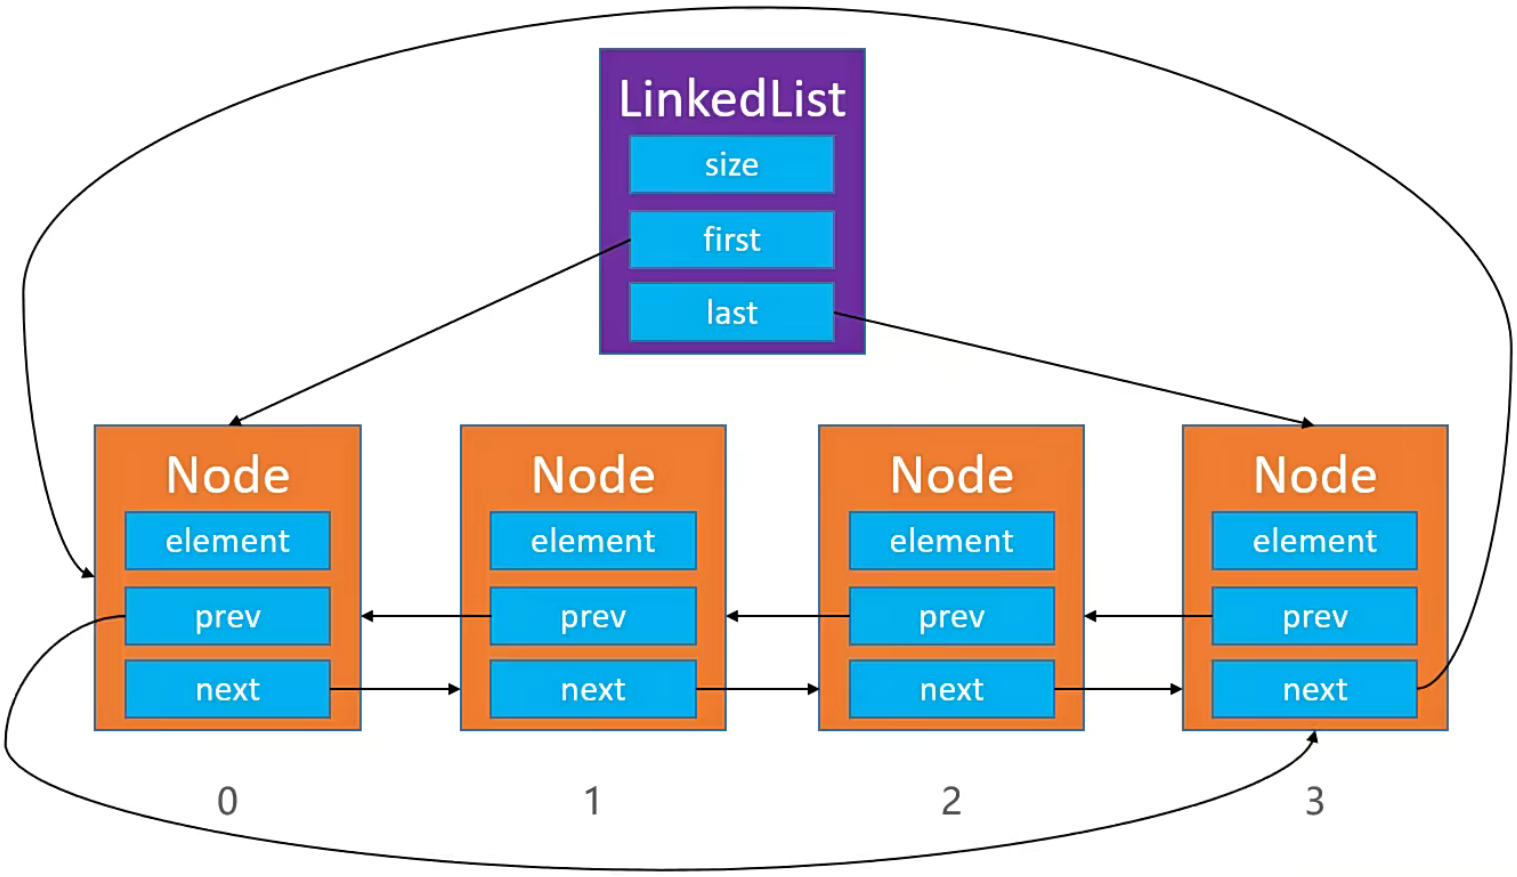 LinkedList
size
first
last
Node
element
prev
next
0
Node
element
prev
next
1
Node
element
prev
next
2
Node
element
prev
next
3